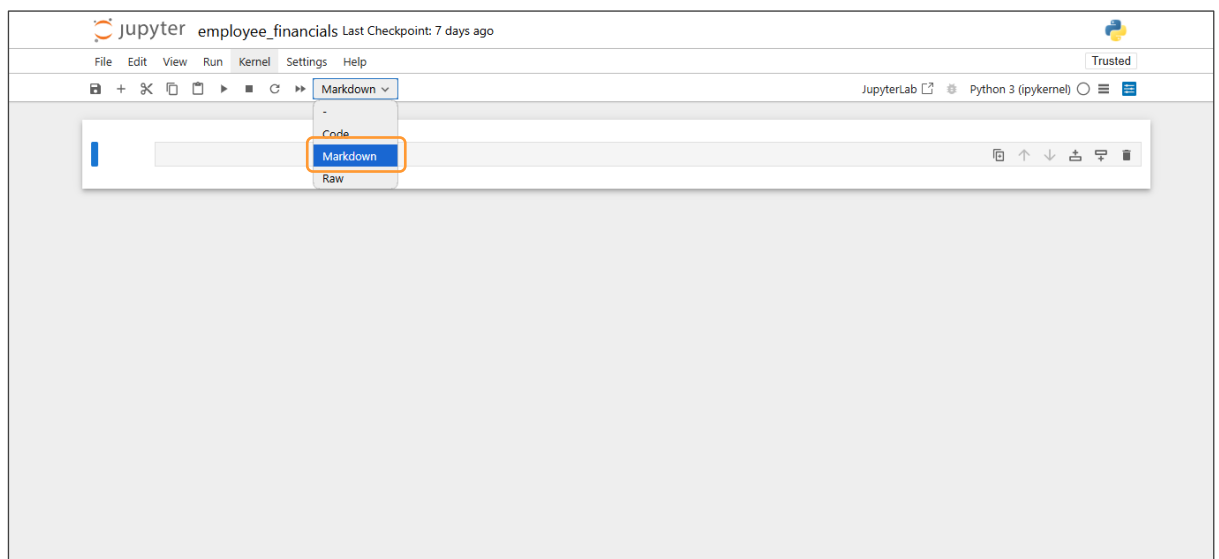 jupyter employee_financials Last Checkpoint: 7 days ago
File Edit View Run Kernel Settings Help Trusted
Markdown JupyterLab Python 3 (ipykernel)
-
Code
Markdown
Raw